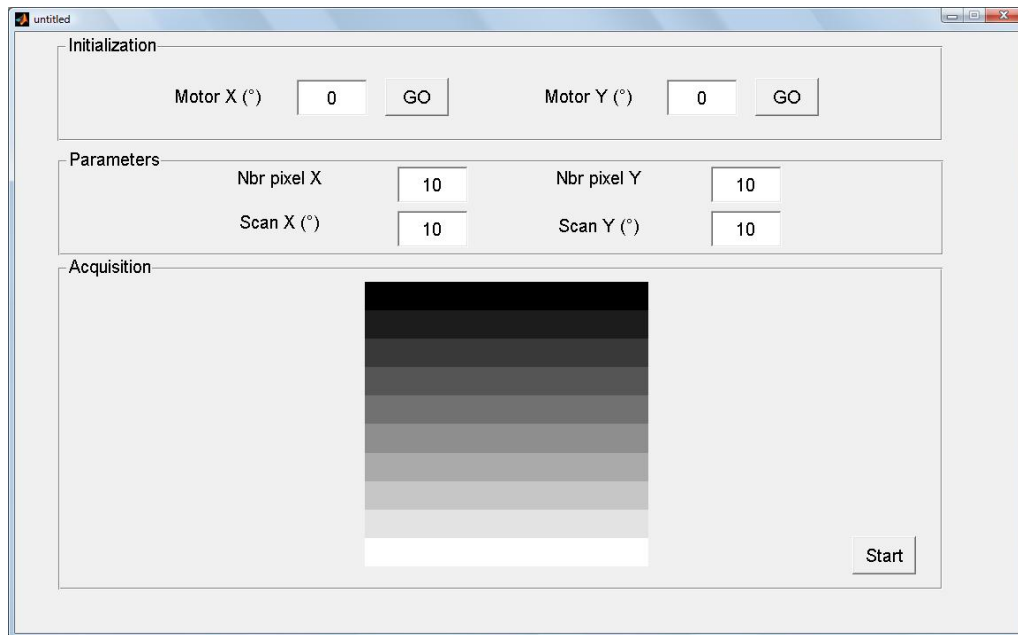 untitled
Initialization
Motor X (°) 0 GO Motor Y (°) 0 GO
Parameters
Nbr pixel X 10 Nbr pixel Y 10
Scan X (°) 10 Scan Y (°) 10
Acquisition
Start